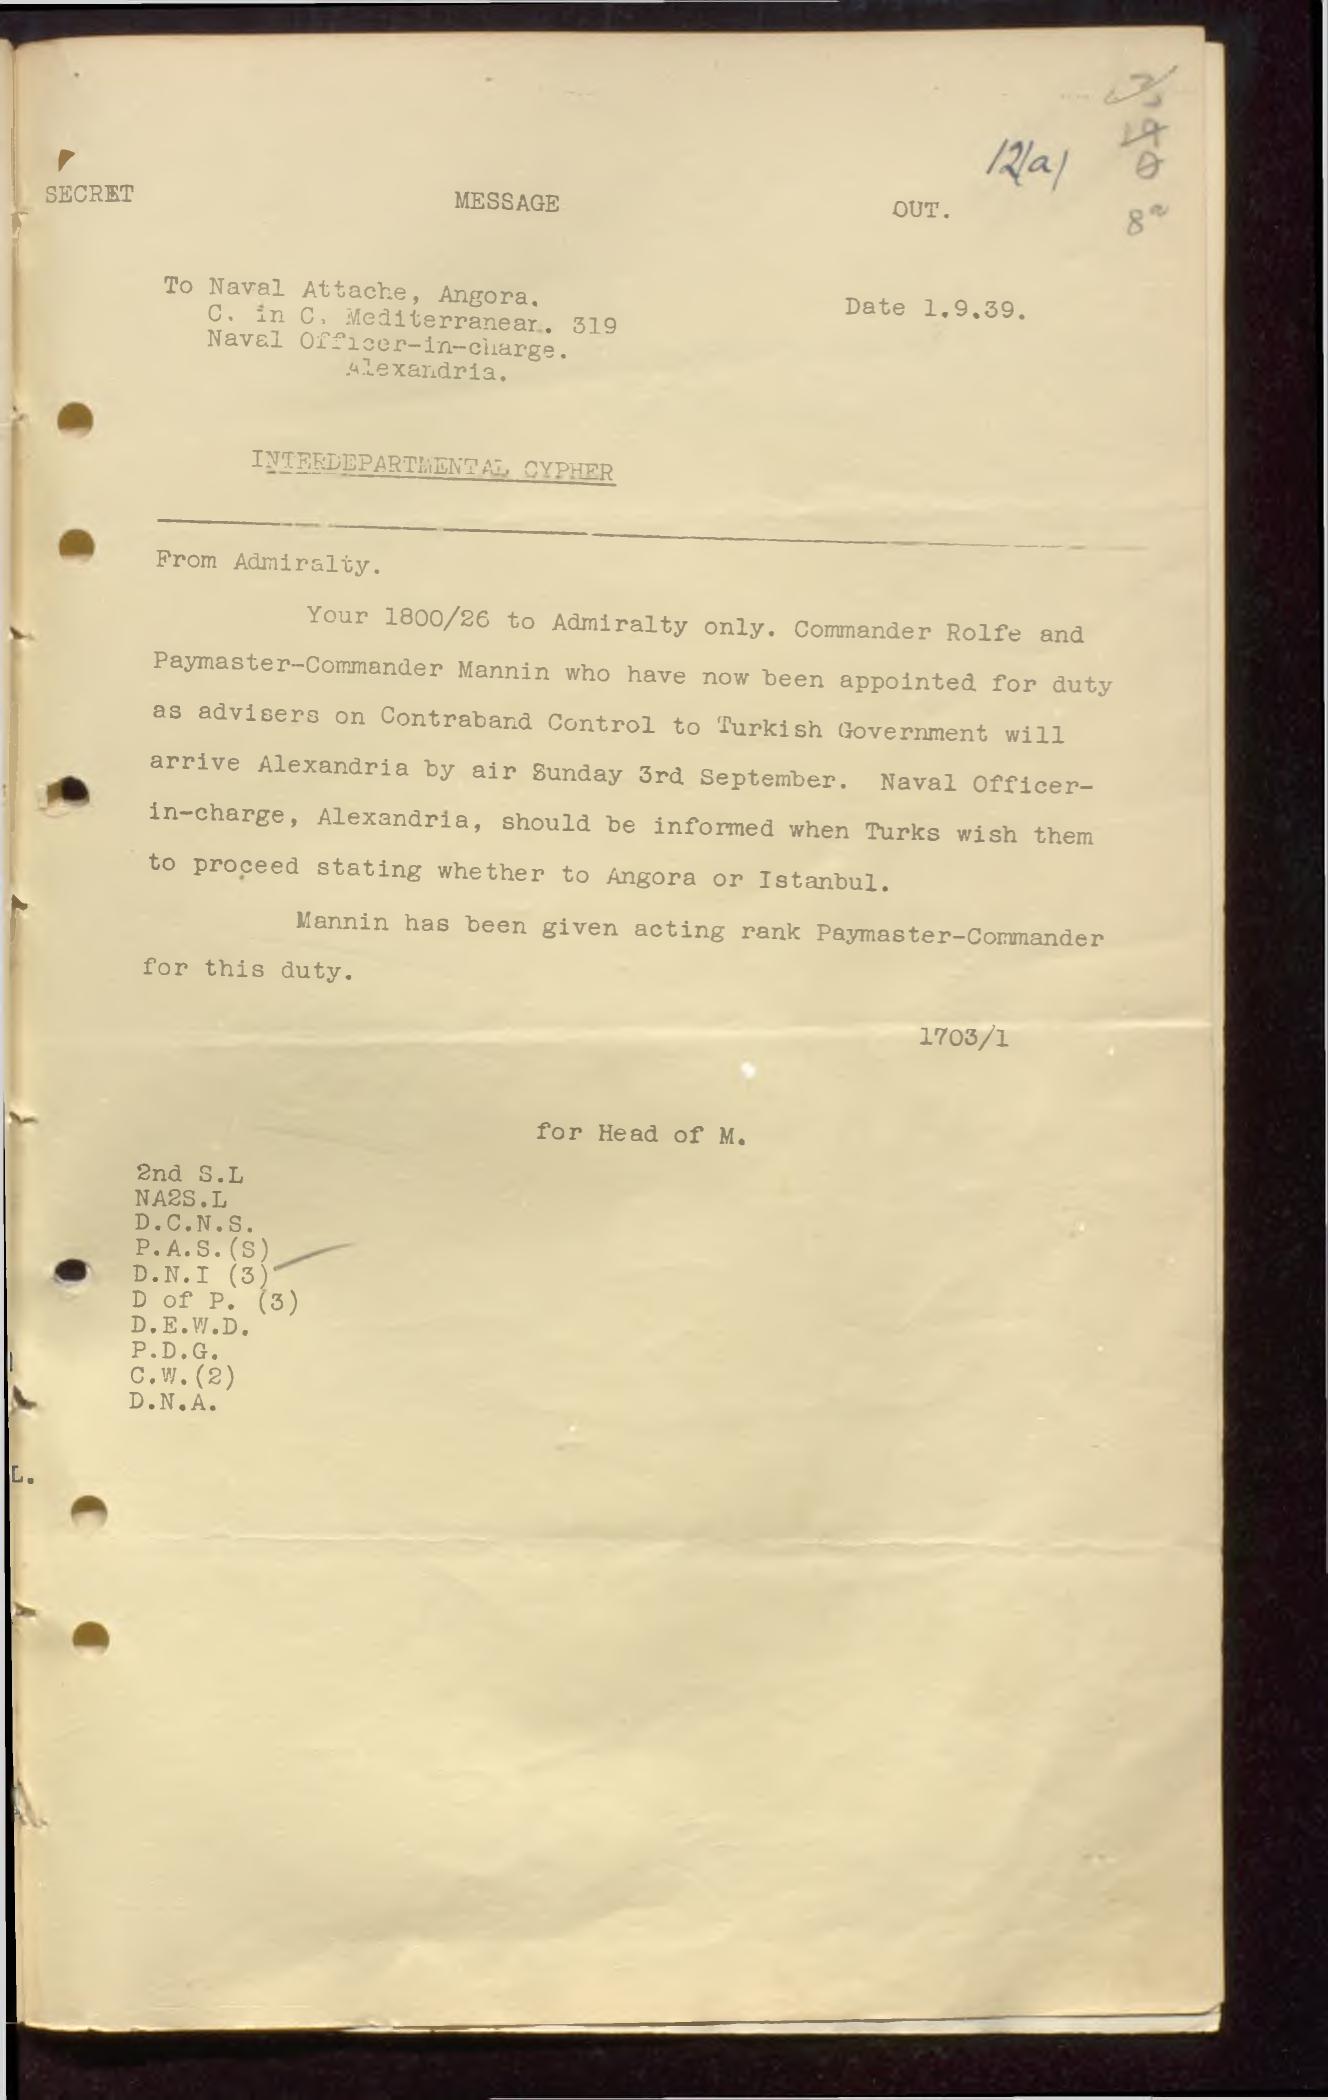 12(a)
8a
SECRET
MESSAGE
OUT.
To Naval Attache, Angora.
Date 1.9.39.
C. in C. Mediterranean. 319
Naval Officer-in-charge.
Alexandria.
INTERDEPARTMENTAL CYPHER
From Admiralty.
Your 1800/26 to Admiralty only. Commander Rolfe and
Paymaster-Commander Mannin who have now been appointed for duty
as advisers on Contraband Control to Turkish Government will
arrive Alexandria by air Sunday 3rd September. Naval Officer-
in-charge, Alexandria, should be informed when Turks wish them
to proceed stating whether to Angora or Istanbul.
Mannin has been given acting rank Paymaster-Commander
for this duty.
1703/1
for Head of M.
2nd S.L
NA2S.L
D.C.N.S.
P.A.S.(S)
D.N.I (3)
D of P. (3)
D.E.W.D.
P.D.G.
C.W.(2)
D.N.A.
L.